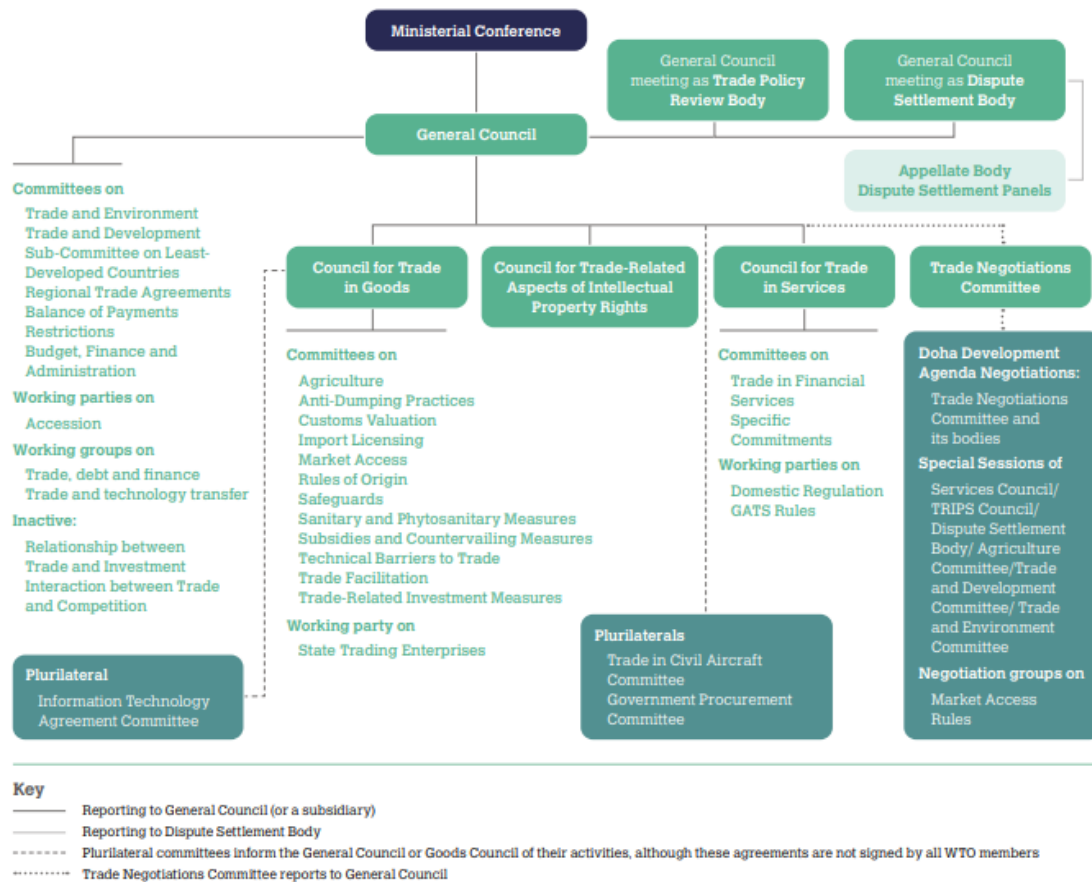 Ministerial Conference
General Council
meeting as Trade Policy
Review Body
General Council
meeting as Dispute
Settlement Body
General Council
Appellate Body
Dispute Settlement Panels
Committees on
Trade and Environment
Trade and Development
Sub-Committee on Least-
Developed Countries
Regional Trade Agreements
Balance of Payments
Restrictions
Budget, Finance and
Administration
Working parties on
Accession
Working groups on
Trade, debt and finance
Trade and technology transfer
Inactive:
Relationship between
Trade and Investment
Interaction between Trade
and Competition
Plurilateral
Information Technology
Agreement Committee
Council for Trade
in Goods
Committees on
Agriculture
Anti-Dumping Practices
Customs Valuation
Import Licensing
Market Access
Rules of Origin
Safeguards
Sanitary and Phytosanitary Measures
Subsidies and Countervailing Measures
Technical Barriers to Trade
Trade Facilitation
Trade-Related Investment Measures
Working party on
State Trading Enterprises
Council for Trade-Related
Aspects of Intellectual
Property Rights
Plurilaterals
Trade in Civil Aircraft
Committee
Government Procurement
Committee
Council for Trade
in Services
Committees on
Trade in Financial
Services
Specific
Commitments
Working parties on
Domestic Regulation
GATS Rules
Trade Negotiations
Committee
Doha Development
Agenda Negotiations:
Trade Negotiations
Committee and
its bodies
Special Sessions of
Services Council/
TRIPS Council/
Dispute Settlement
Body/ Agriculture
Committee/Trade
and Development
Committee/ Trade
and Environment
Committee
Negotiation groups on
Market Access
Rules
Key
Reporting to General Council (or a subsidiary)
Reporting to Dispute Settlement Body
Plurilateral committees inform the General Council or Goods Council of their activities, although these agreements are not signed by all WTO members
Trade Negotiations Committee reports to General Council